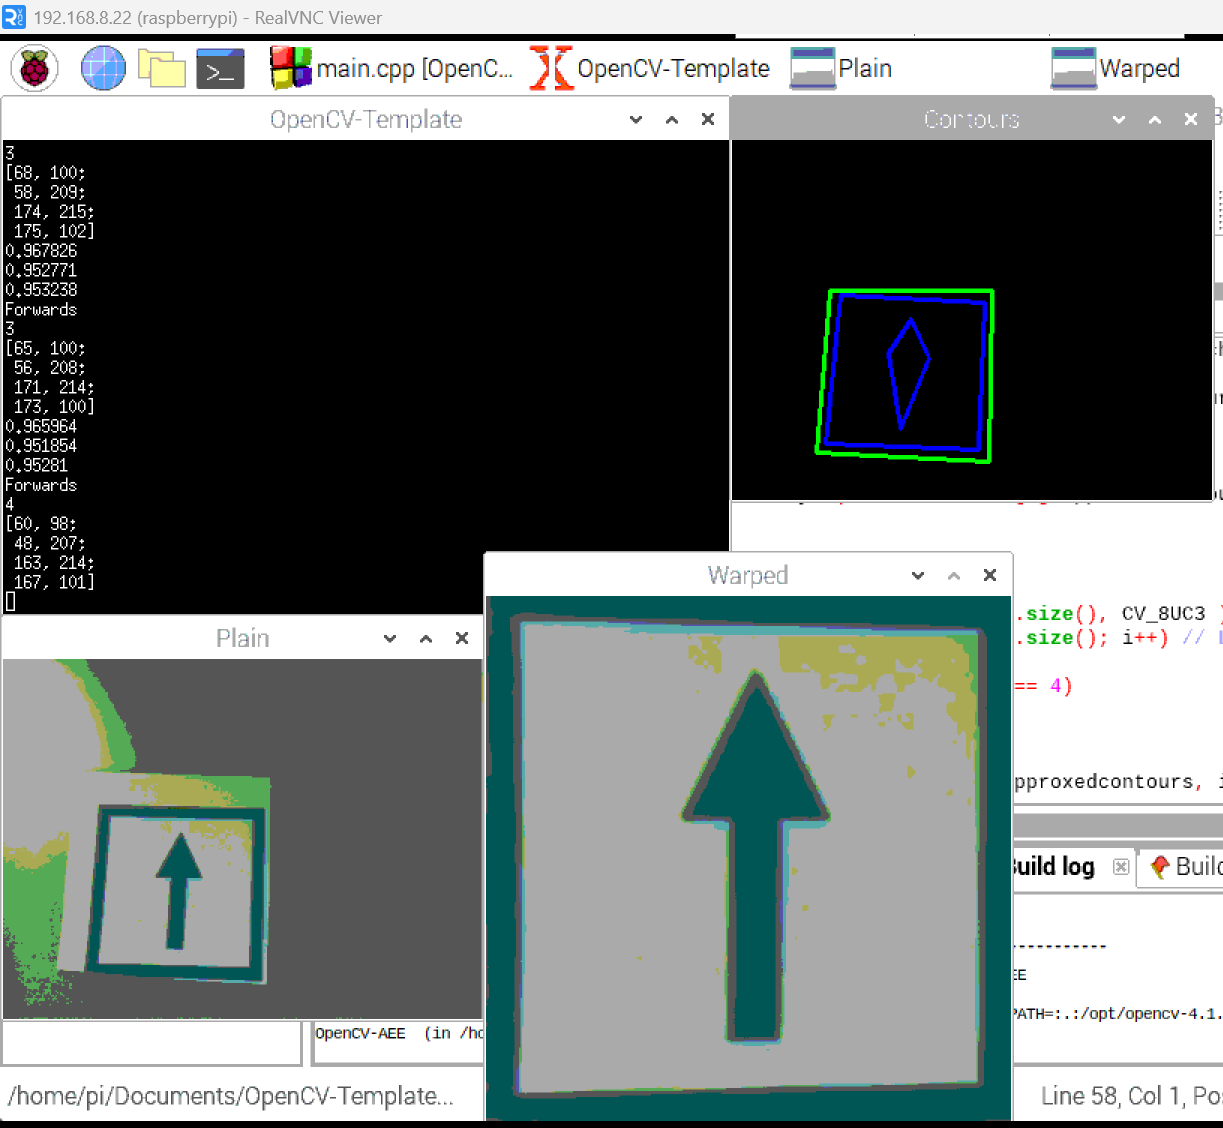 192.168.8.22 (raspberrypi) - RealVNC Viewer
main.cpp [OpenC...
OpenCV-Template
Plain
Warped
OpenCV-Template
3
[68, 100;
58, 209;
174, 215;
175, 102]
0.967826
0.952771
0.953238
Forwards
3
[65, 100;
56, 208;
171, 214;
173, 100]
0.965964
0.951854
0.95281
Forwards
4
[60, 98;
48, 207;
163, 214;
167, 101]
Contours
Warped
Plain
.size(), CV_8UC3 )
.size(); i++) //
== 4)
pproxedcontours, i
Build log
Build
-----------
EE
PATH=:.:/opt/opencv-4.1.
OpenCV-AEE (in /ho
/home/pi/Documents/OpenCV-Template...
Line 58, Col 1, Pos